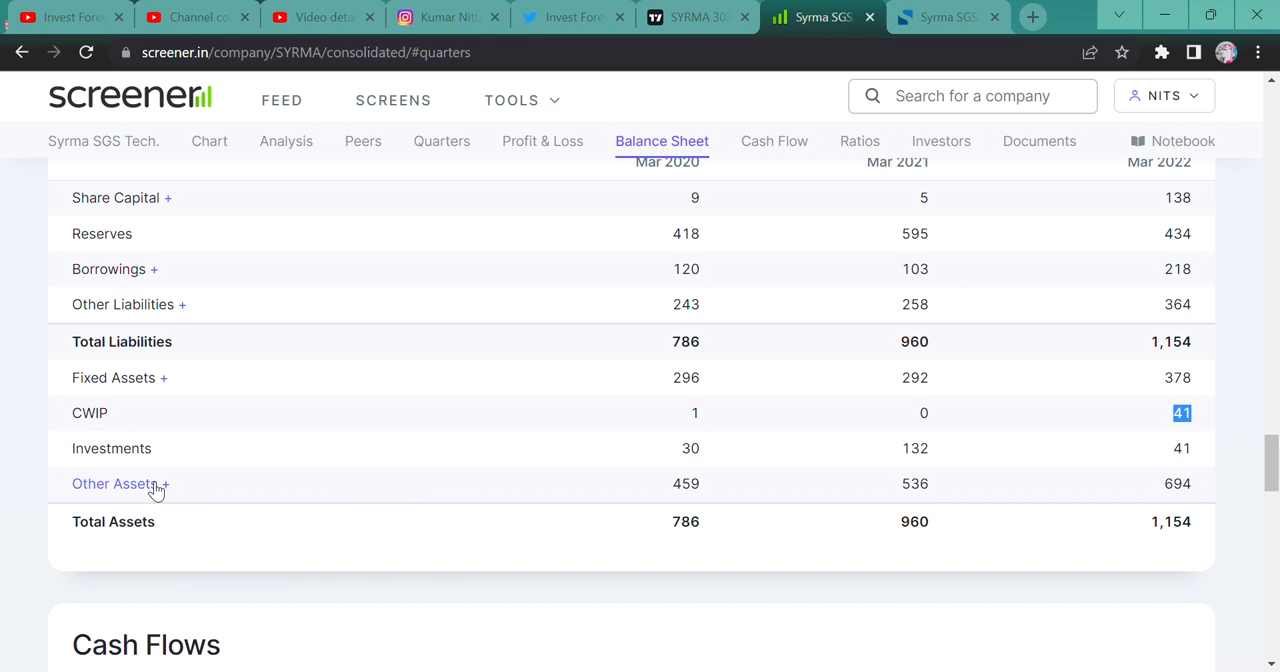 Invest Fore
Channel co
Video deta
Kumar Nitt
Invest Fore
SYRMA 303
Syrma SGS
Syrma SGS
screener.in/company/SYRMA/consolidated/#quarters
screener
FEED
SCREENS
TOOLS
Search for a company
NITS
Syrma SGS Tech.
Chart
Analysis
Peers
Quarters
Profit & Loss
Balance Sheet
Cash Flow
Ratios
Investors
Documents
Notebook
Mar 2020 Mar 2021 Mar 2022
Share Capital + 9 5 138
Reserves 418 595 434
Borrowings + 120 103 218
Other Liabilities + 243 258 364
Total Liabilities 786 960 1,154
Fixed Assets + 296 292 378
CWIP 1 0 41
Investments 30 132 41
Other Assets + 459 536 694
Total Assets 786 960 1,154
Cash Flows